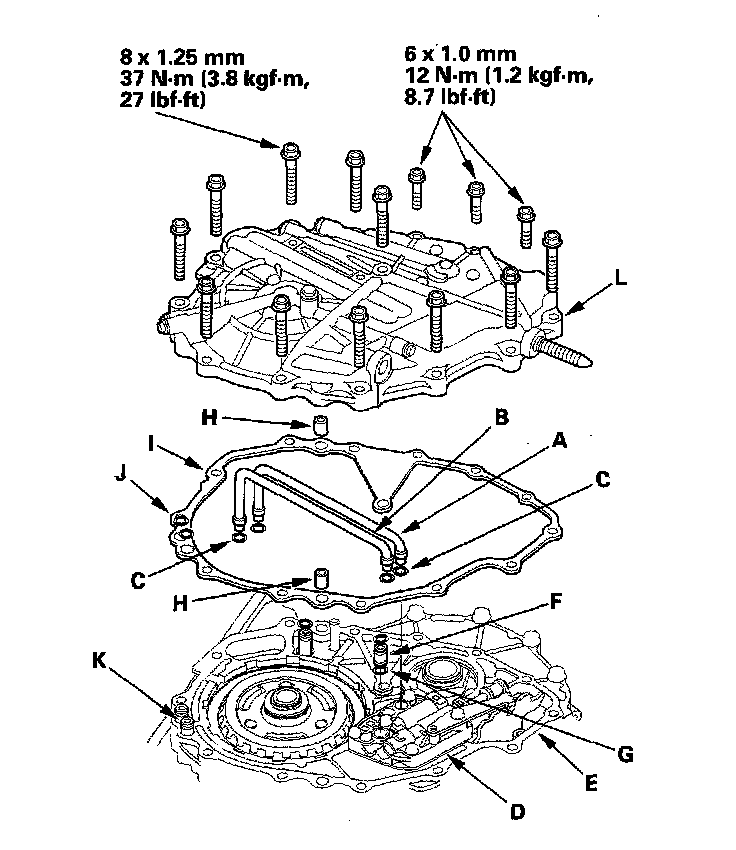 8 x 1.25 mm
37 N·m (3.8 kgf·m,
27 lbf·ft)
6 x 1.0 mm
12 N·m (1.2 kgf·m,
8.7 lbf·ft)
L
H
B
I
A
J
C
C
H
F
K
G
E
D